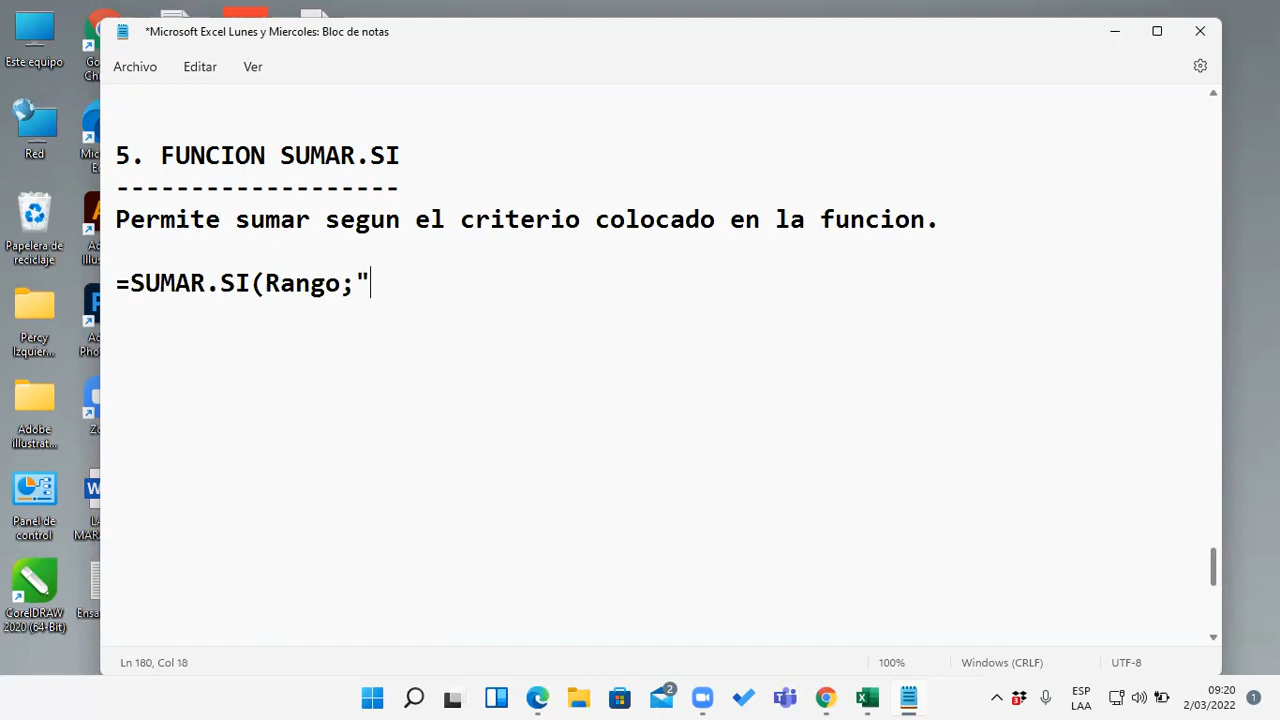 *Microsoft Excel Lunes y Miercoles: Bloc de notas
Archivo Editar Ver
5. FUNCION SUMAR.SI
-------------------
Permite sumar segun el criterio colocado en la funcion.
=SUMAR.SI(Rango;"
Ln 180, Col 18
100%
Windows (CRLF)
UTF-8
Este equipo
Red
Papelera de reciclaje
Percy Izquier...
Adobe illustrat...
Panel de control
CorelDRAW 2020 (64-Bit)
Ensa
2
ESP
LAA
09:20
2/03/2022
1